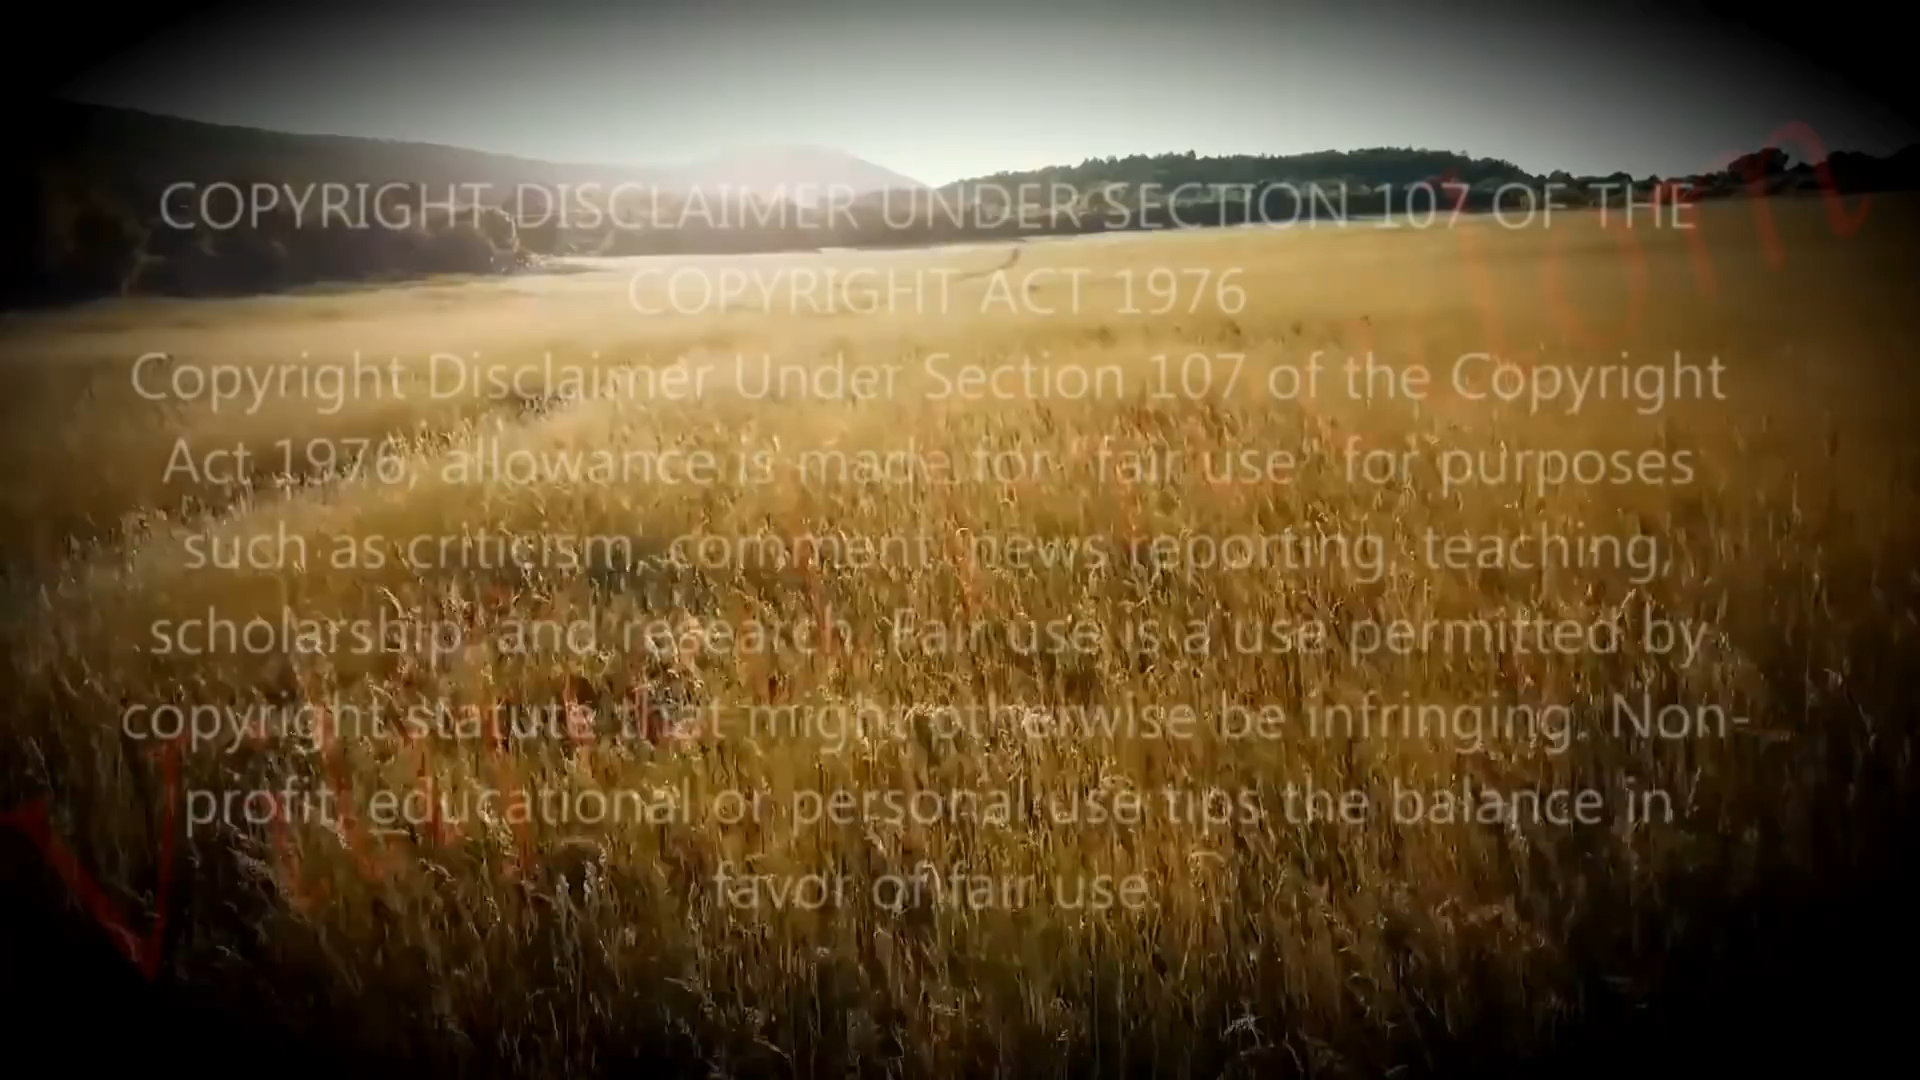 COPYRIGHT DISCLAIMER UNDER SECTION 107 OF THE
COPYRIGHT ACT 1976
Copyright Disclaimer Under Section 107 of the Copyright
Act 1976, allowance is made for "fair use" for purposes
such as criticism, comment, news reporting, teaching,
scholarship, and research. Fair use is a use permitted by
copyright statute that might otherwise be infringing. Non-
profit, educational or personal use tips the balance in
favor of fair use.